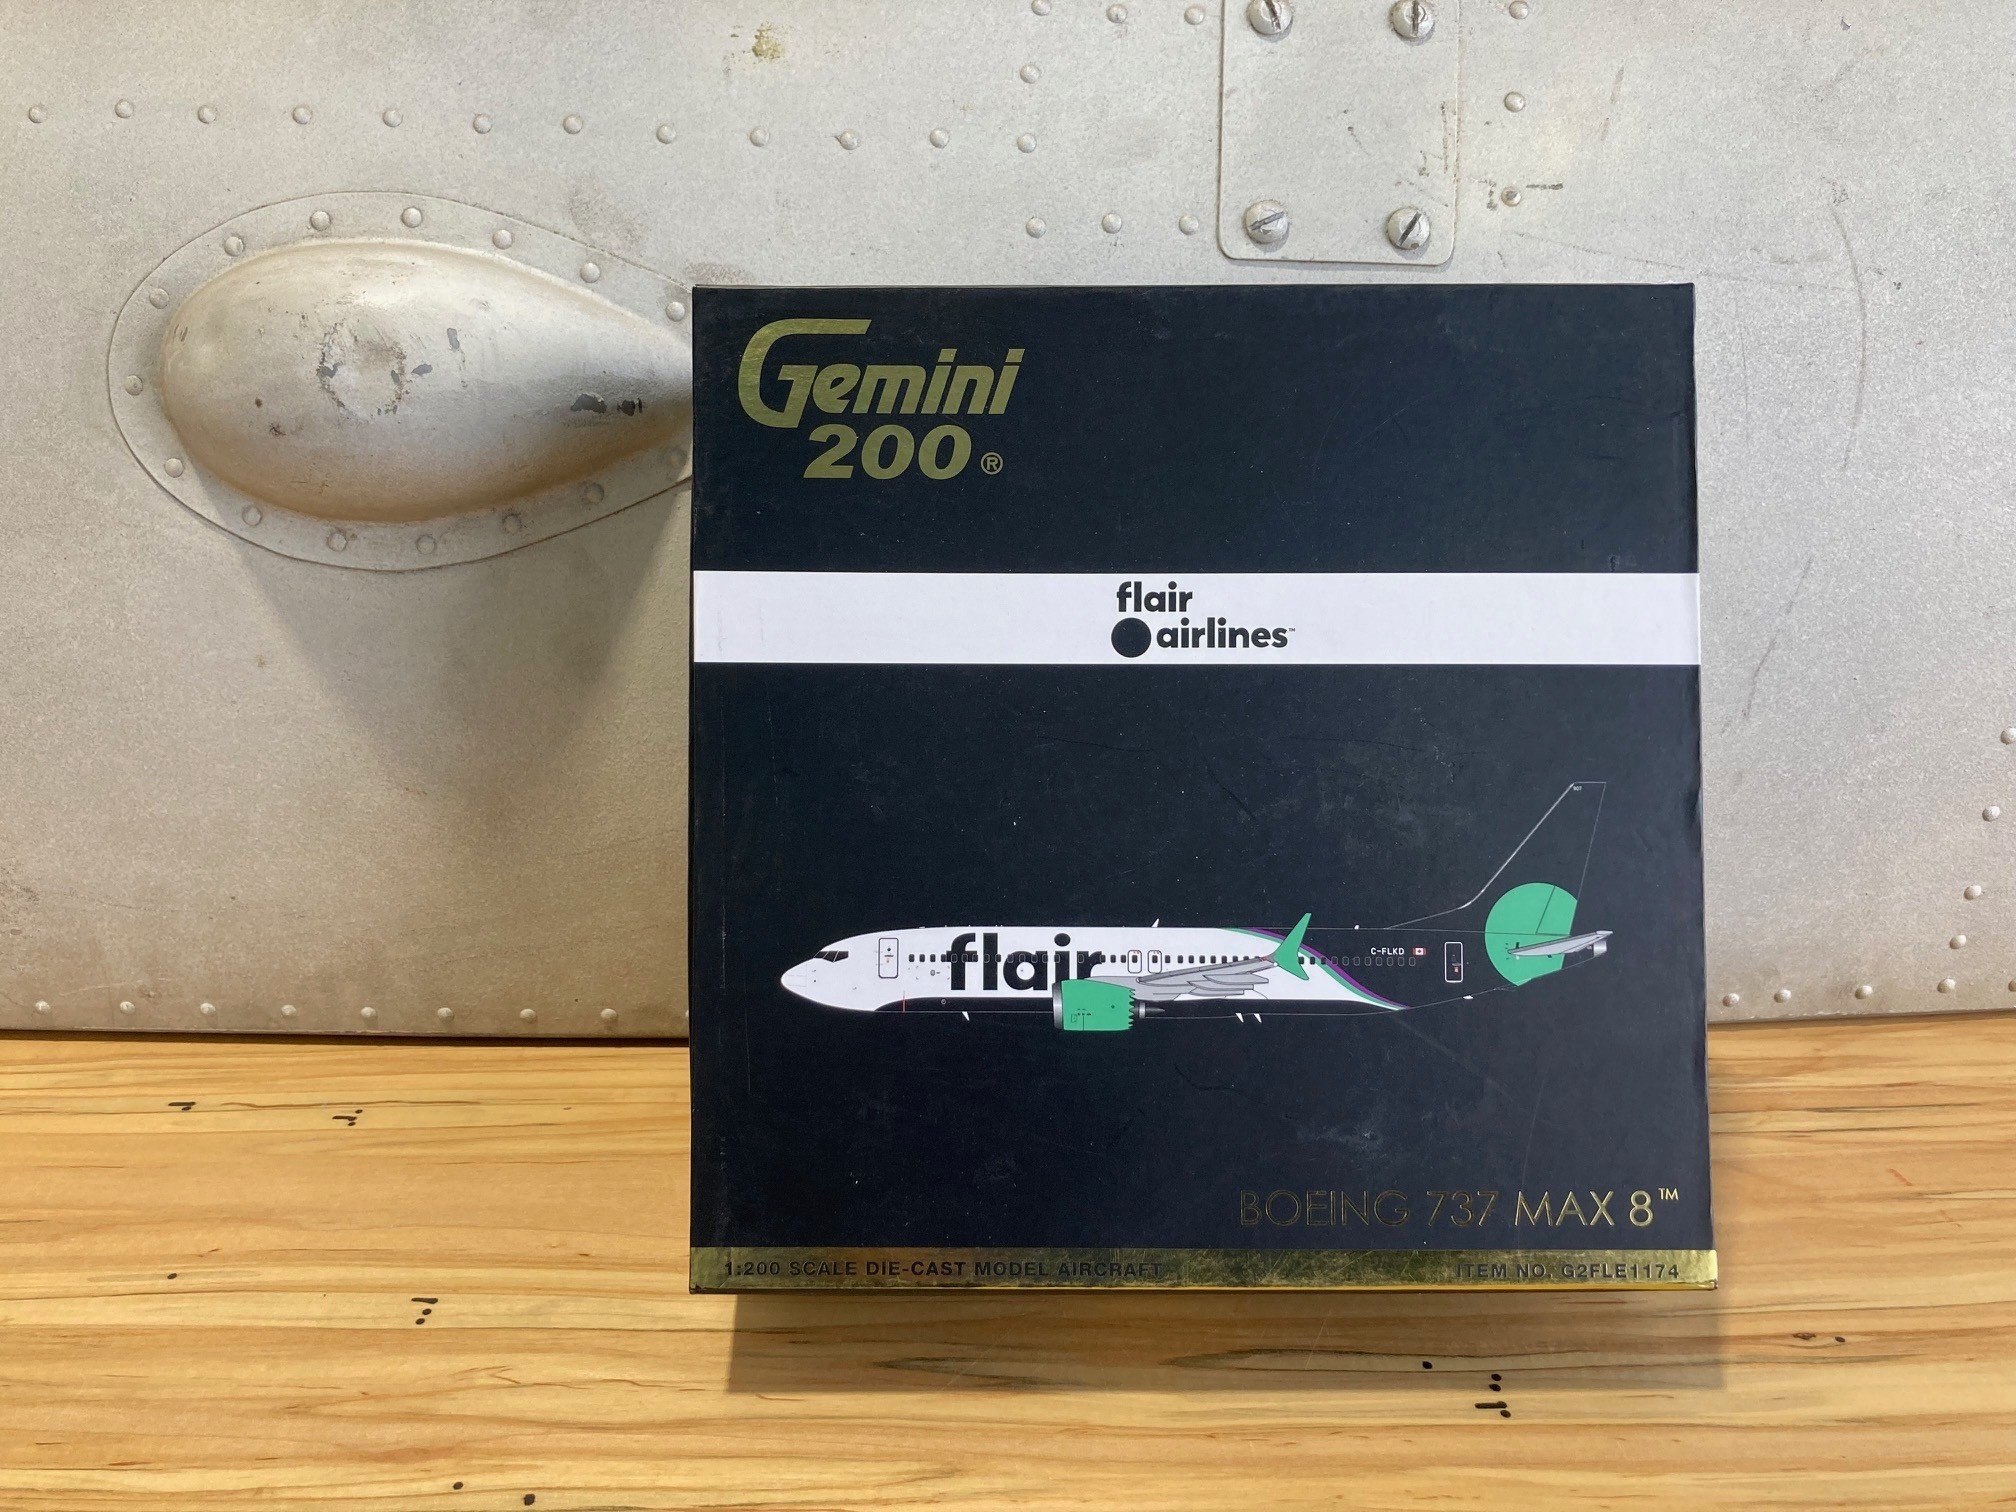 Gemini
200®
flair
airlines™
907
flair
C-FLKD
BOEING 737 MAX 8™
1:200 SCALE DIE-CAST MODEL AIRCRAFT
ITEM NO. G2FLE1174